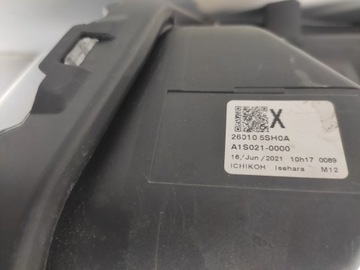 X
26010 5SH0A
A1S021-0000
16/Jun/2021 10h17 0089
ICHIKOH Isehara M12